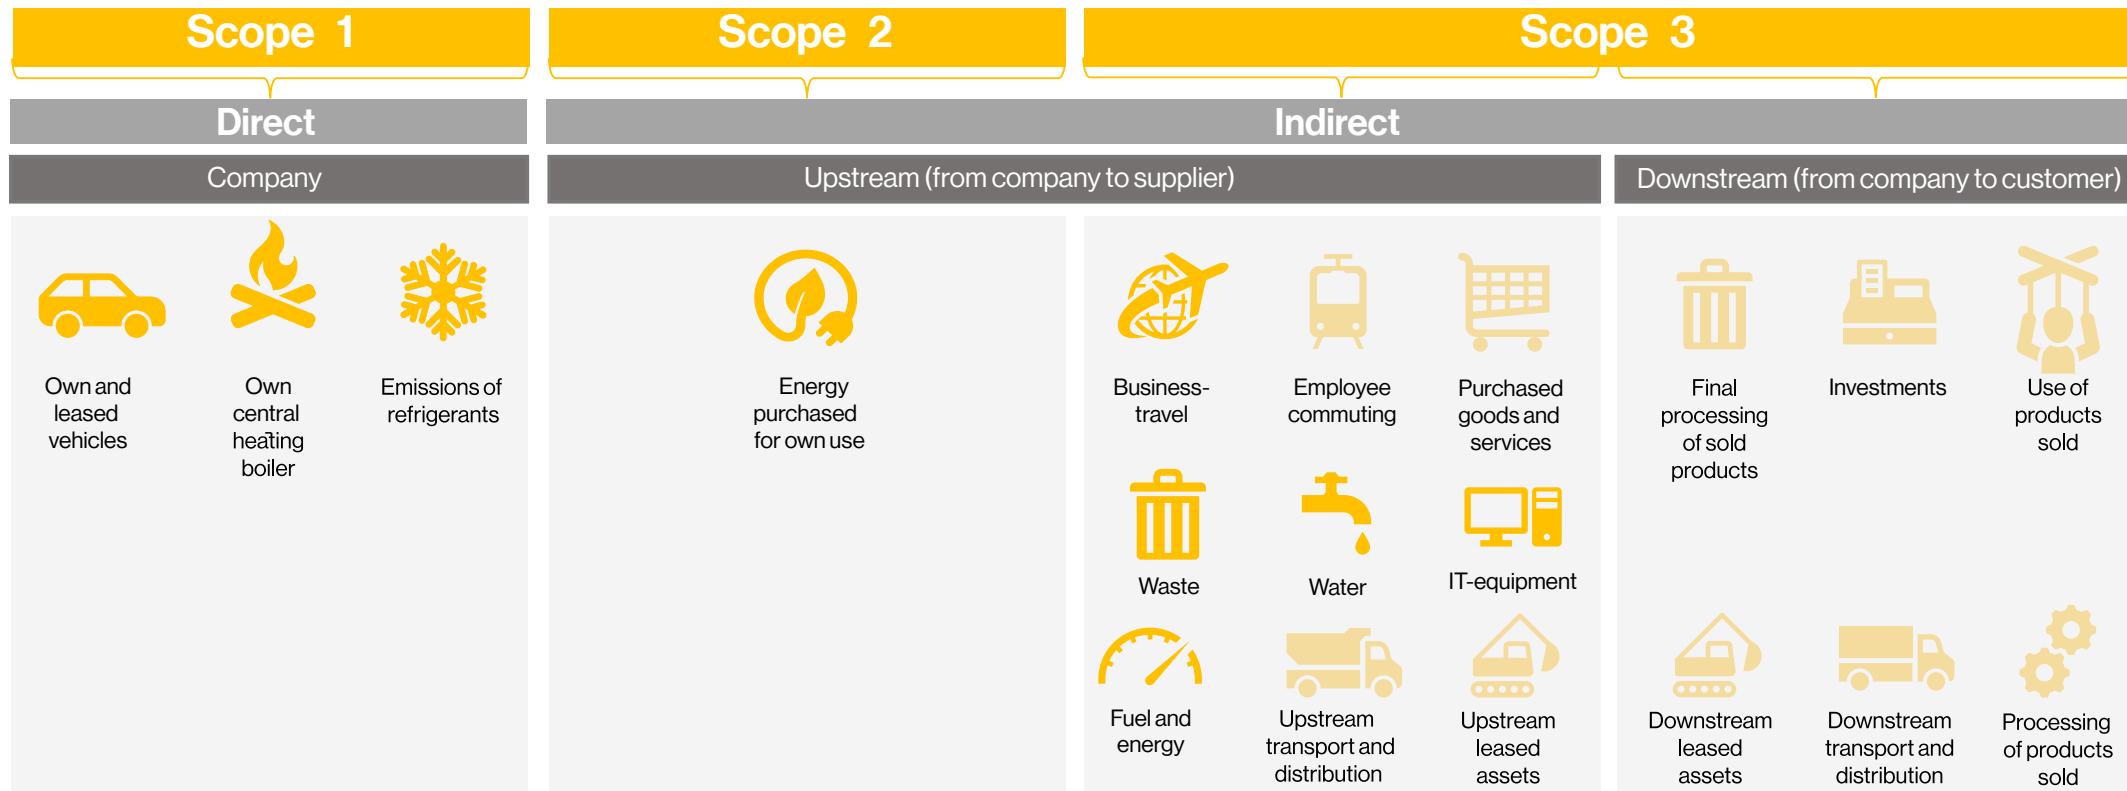 Scope 1
Scope 2
Scope 3
Direct
Indirect
Company
Upstream (from company to supplier)
Downstream (from company to customer)
Own and
leased
vehicles
Own
central
heating
boiler
Emissions of
refrigerants
Energy
purchased
for own use
Business-
travel
Employee
commuting
Purchased
goods and
services
Waste
Water
IT-equipment
Fuel and
energy
Upstream
transport and
distribution
Upstream
leased
assets
Final
processing
of sold
products
Investments
Use of
products
sold
Downstream
leased
assets
Downstream
transport and
distribution
Processing
of products
sold